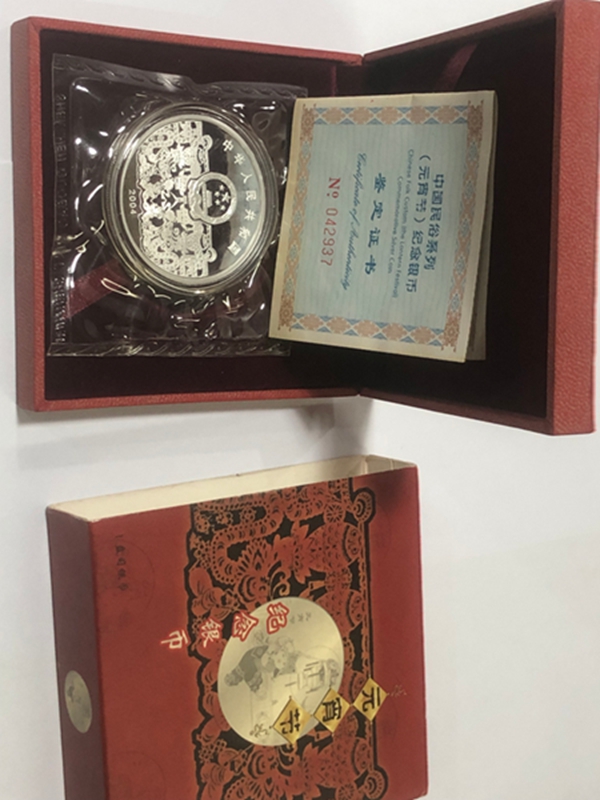 中华人民共和国
2004
中国民俗系列
（元宵节）纪念银币
Chinese Folk Custom (the Lantern Festival)
Commemorative Silver Coin
鉴定证书
Certificate of Authenticity
Nº 042937
元宵节
纪念银币